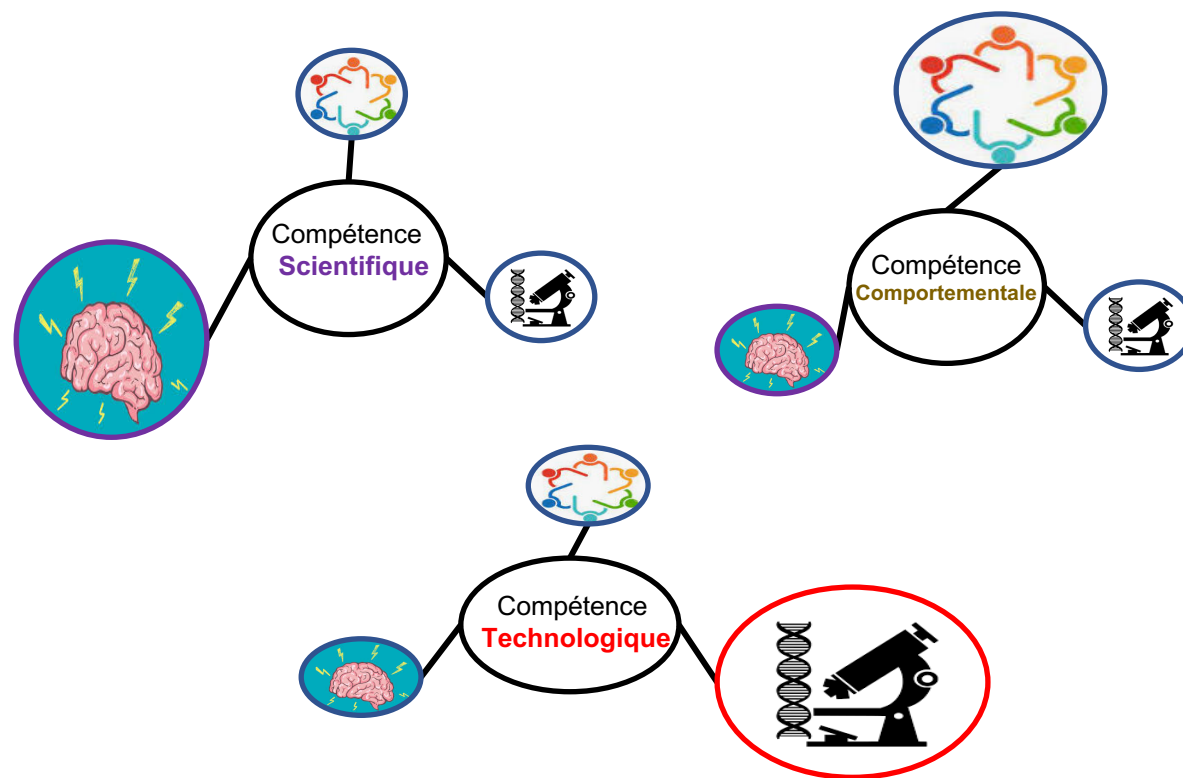 Compétence
Scientifique
Compétence
Comportementale
Compétence
Technologique